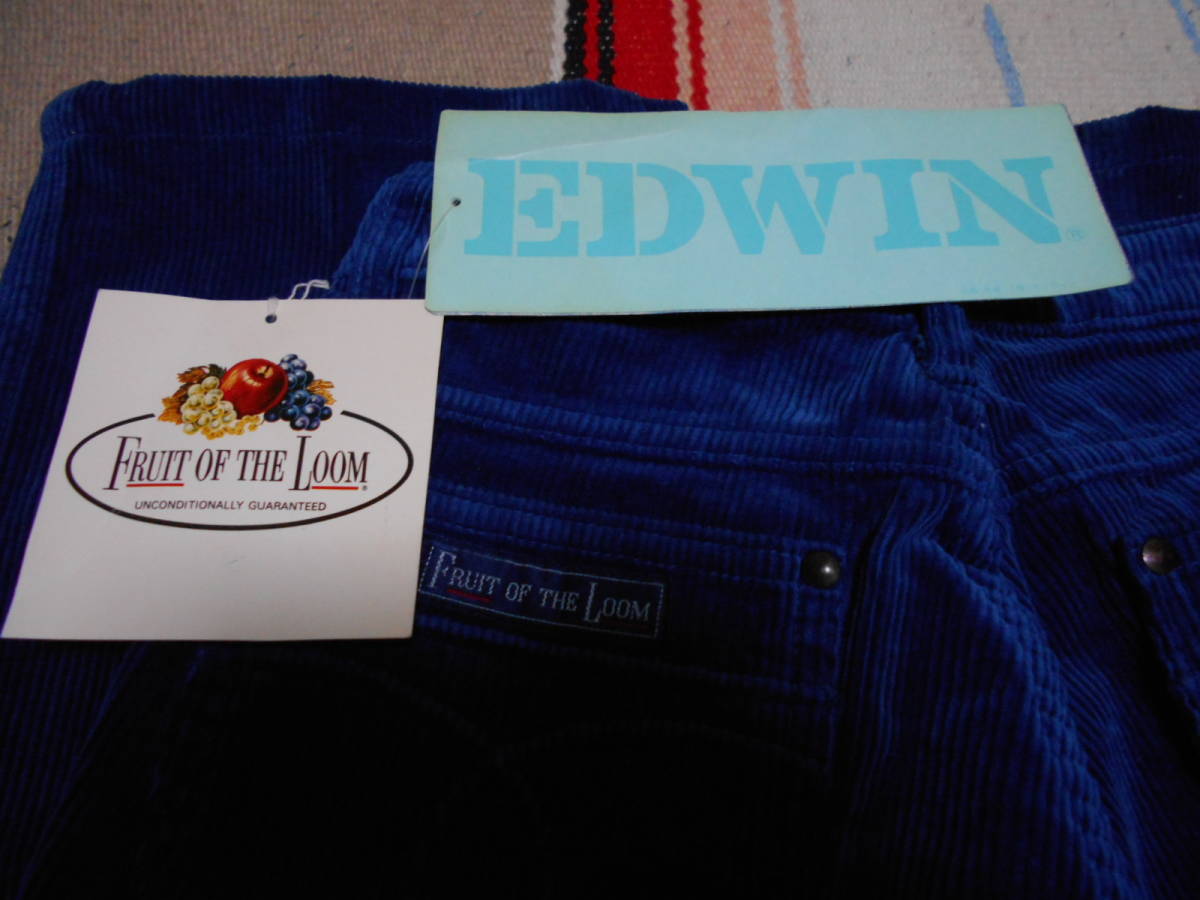 EDWIN
®
FRUIT OF THE LOOM®
UNCONDITIONALLY GUARANTEED
FRUIT OF THE LOOM